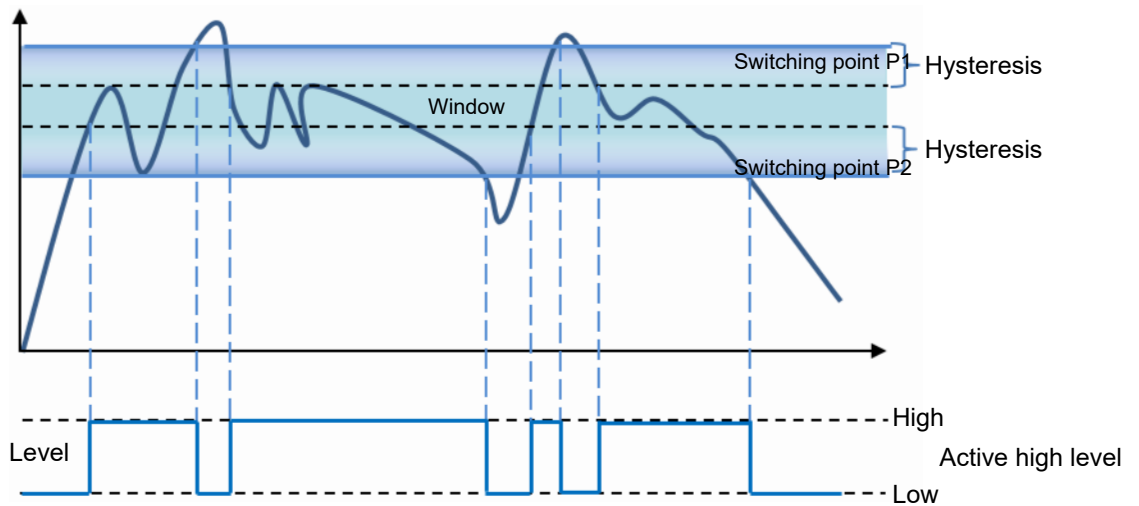 Switching point P1
Hysteresis
Window
Hysteresis
Switching point P2
High
Level
Active high level
Low